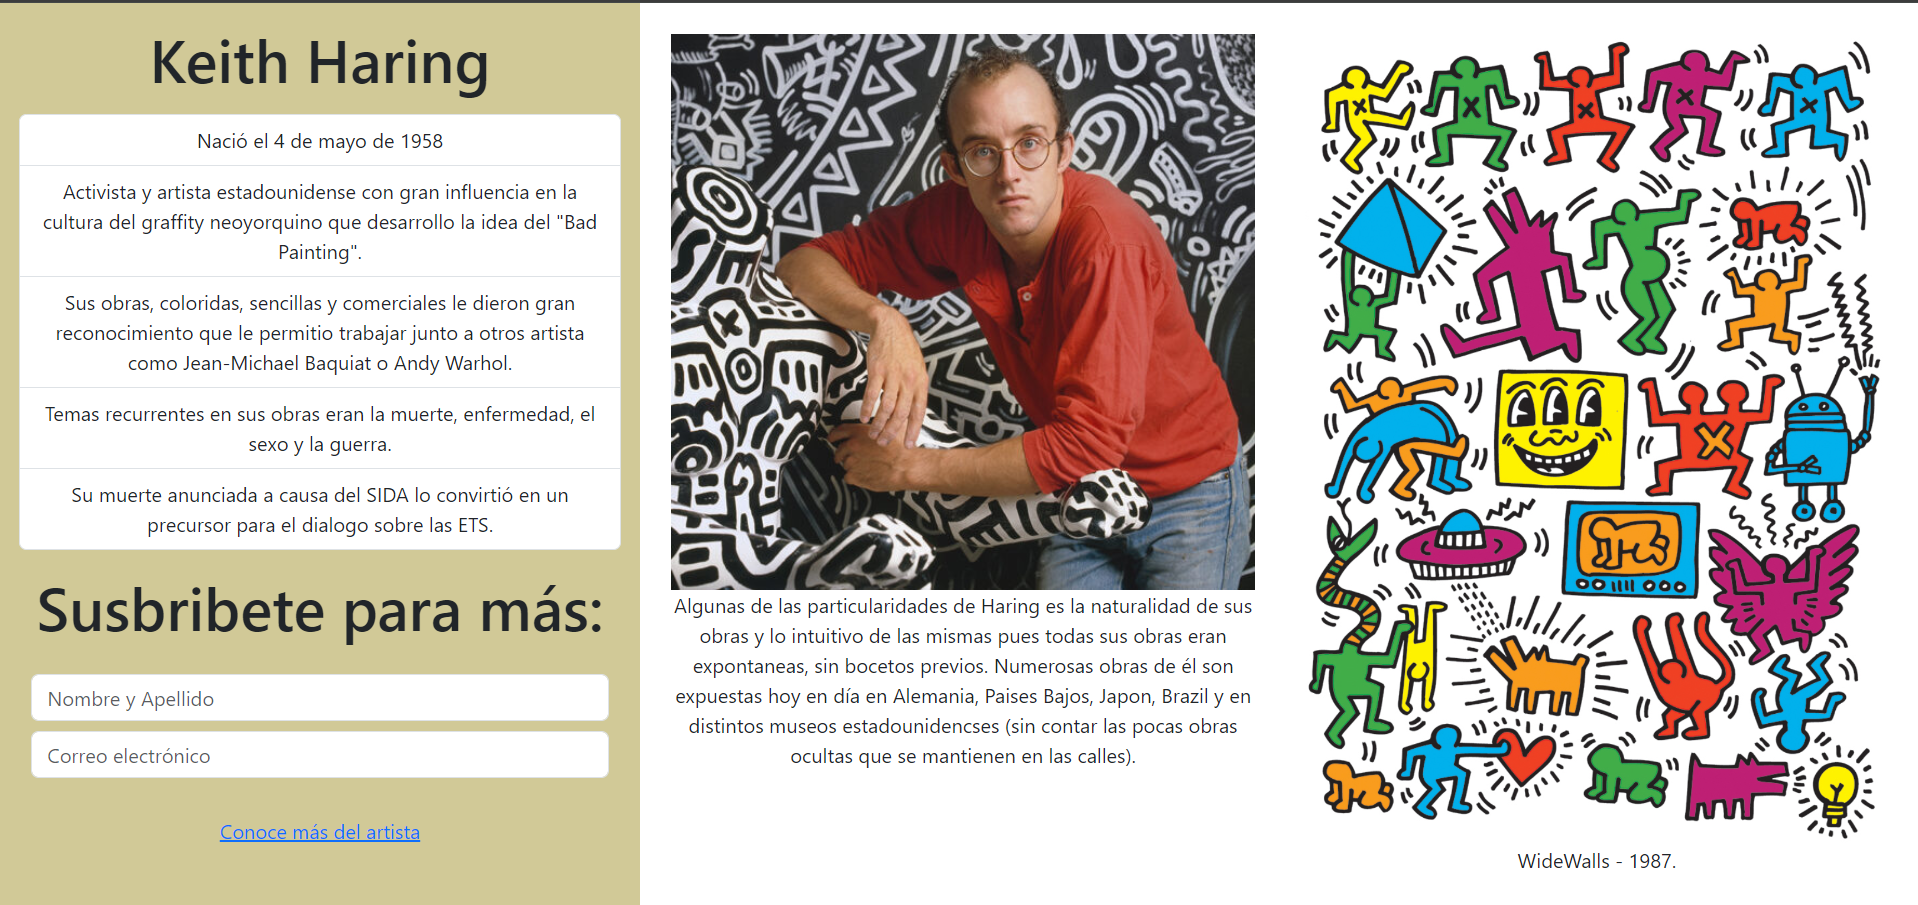 Keith Haring
Nació el 4 de mayo de 1958
Activista y artista estadounidense con gran influencia en la
cultura del graffity neoyorquino que desarrollo la idea del "Bad
Painting".
Sus obras, coloridas, sencillas y comerciales le dieron gran
reconocimiento que le permitio trabajar junto a otros artista
como Jean-Michael Baquiat o Andy Warhol.
Temas recurrentes en sus obras eran la muerte, enfermedad, el
sexo y la guerra.
Su muerte anunciada a causa del SIDA lo convirtió en un
precursor para el dialogo sobre las ETS.
Susbribete para más:
Nombre y Apellido
Correo electrónico
Conoce más del artista
Algunas de las particularidades de Haring es la naturalidad de sus
obras y lo intuitivo de las mismas pues todas sus obras eran
expontaneas, sin bocetos previos. Numerosas obras de él son
expuestas hoy en día en Alemania, Paises Bajos, Japon, Brazil y en
distintos museos estadounidencses (sin contar las pocas obras
ocultas que se mantienen en las calles).
WideWalls - 1987.